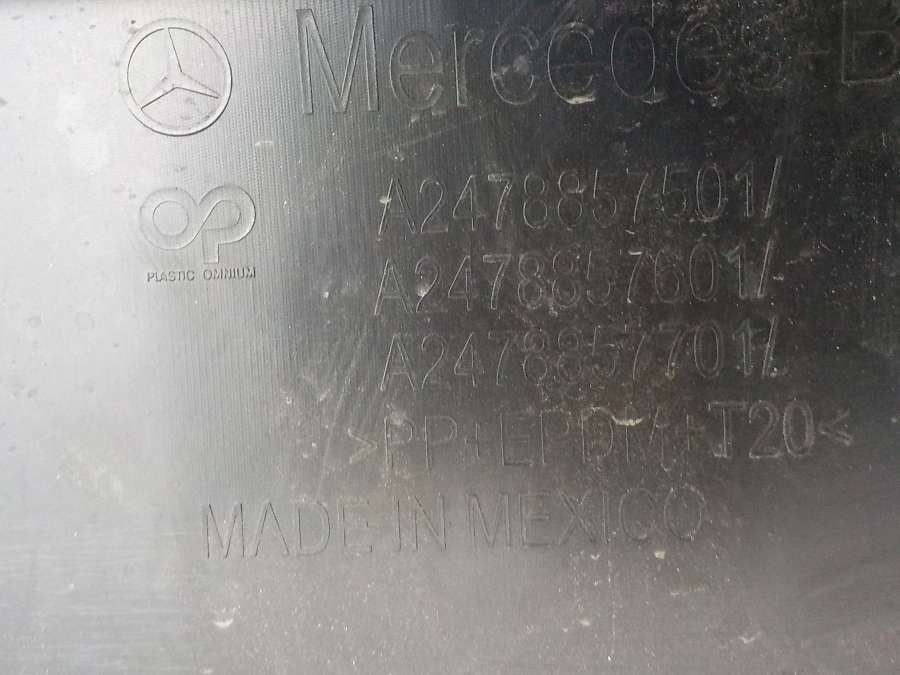 Mercedes-B
A2478857501/
PLASTIC OMNIUM
A2478857601/
A2478857701/
>PP+EPDM+T20<
MADE IN MEXICO